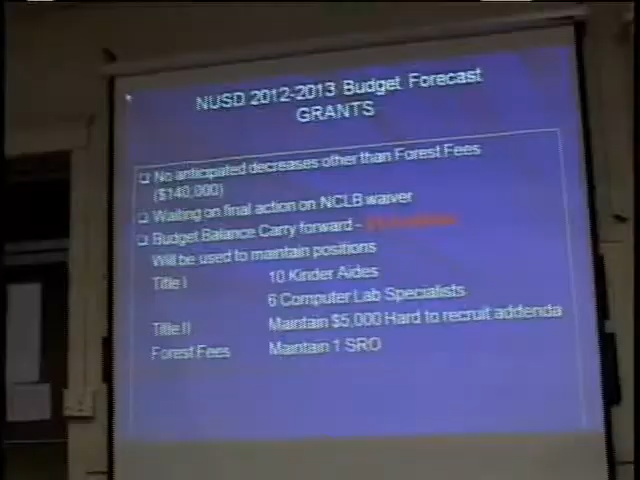 NUSD 2012-2013 Budget Forecast
GRANTS
❑ No anticipated decreases other than Forest Fees
($140,000)
❑ Waiting on final action on NCLB waiver
❑ Budget Balance Carry forward -
Will be used to maintain positions
Title I 10 Kinder Aides
6 Computer Lab Specialists
Title II Maintain $5,000 Hard to recruit addenda
Forest Fees Maintain 1 SRO